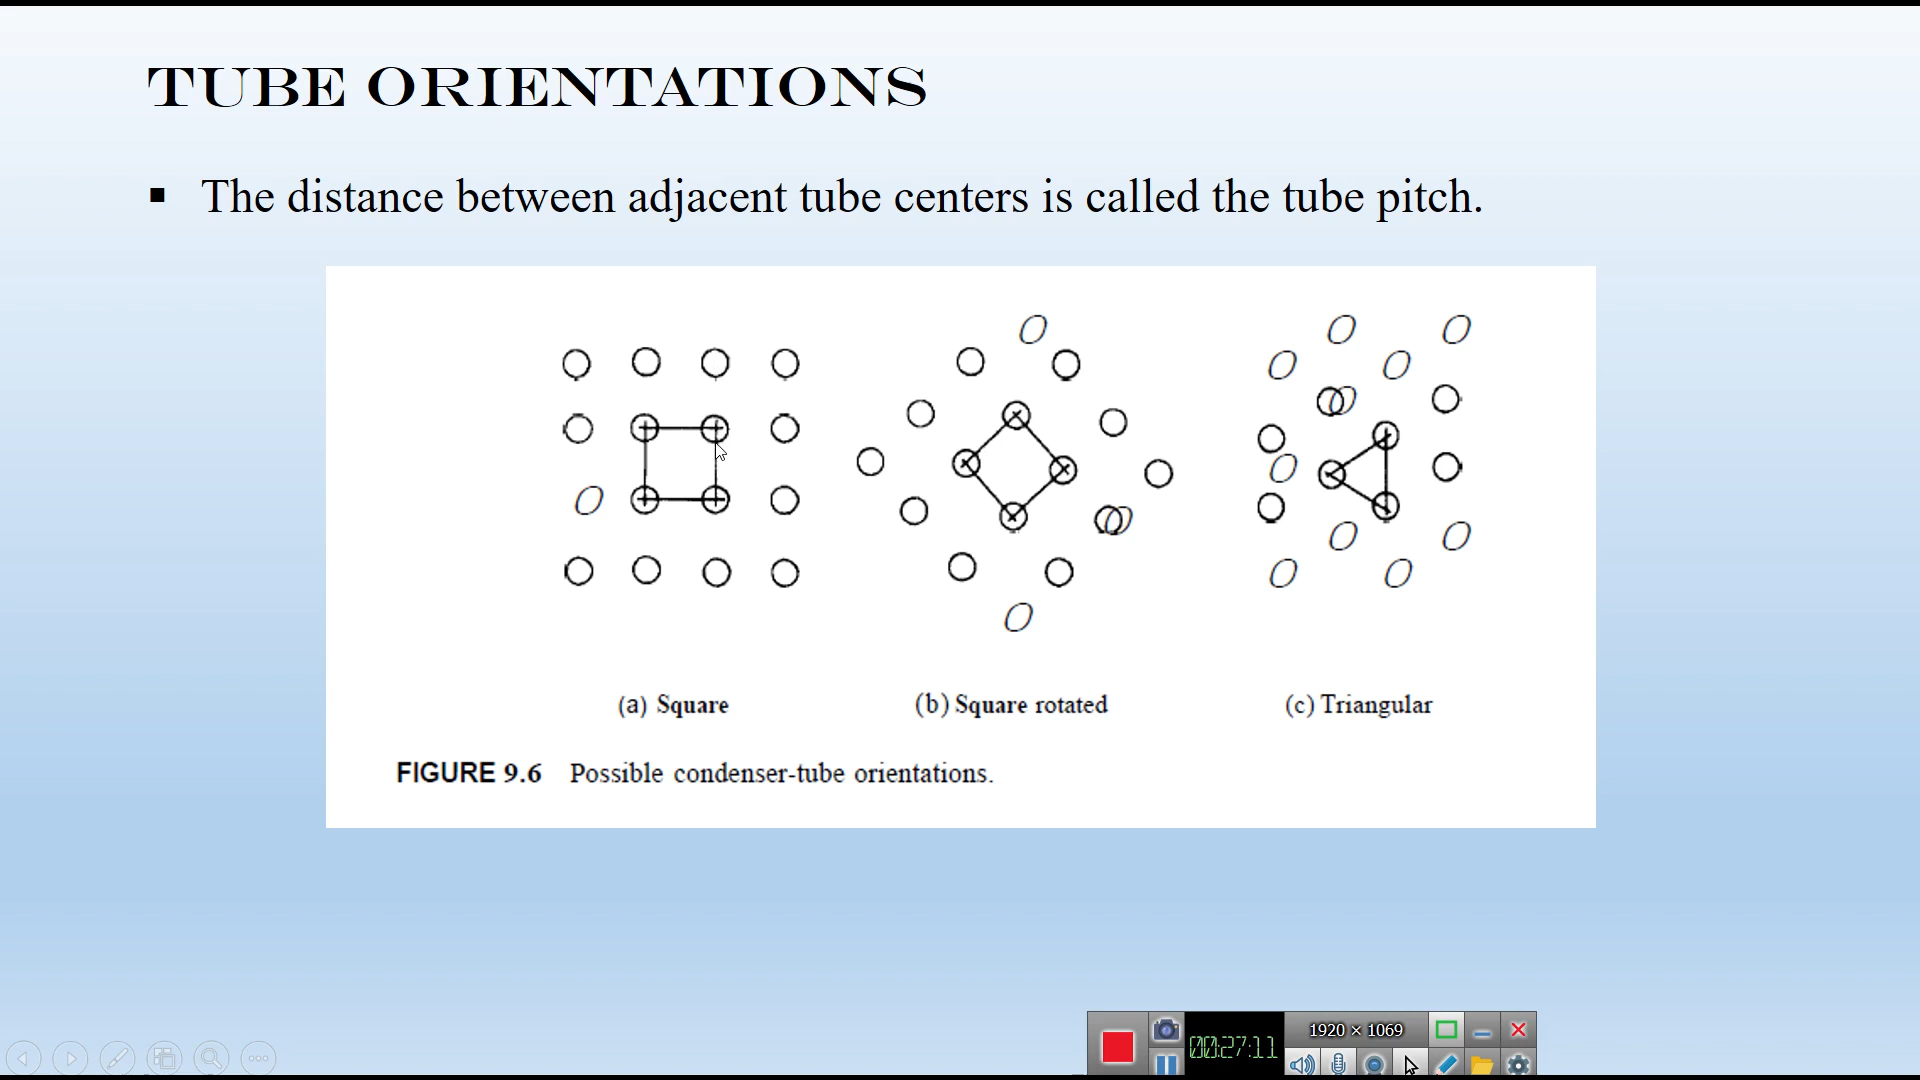 TUBE ORIENTATIONS
▪ The distance between adjacent tube centers is called the tube pitch.
(a) Square
(b) Square rotated
(c) Triangular
FIGURE 9.6 Possible condenser-tube orientations.
1920 × 1069
00:27:11